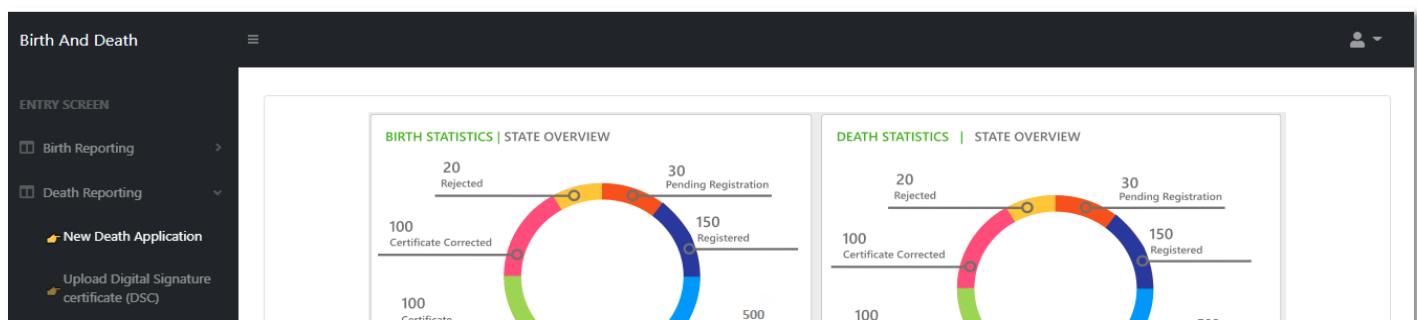 Birth And Death
ENTRY SCREEN
Birth Reporting
Death Reporting
New Death Application
Upload Digital Signature
certificate (DSC)
BIRTH STATISTICS | STATE OVERVIEW
20
Rejected
30
Pending Registration
100
Certificate Corrected
150
Registered
100
Certificate
500
DEATH STATISTICS | STATE OVERVIEW
20
Rejected
30
Pending Registration
100
Certificate Corrected
150
Registered
100